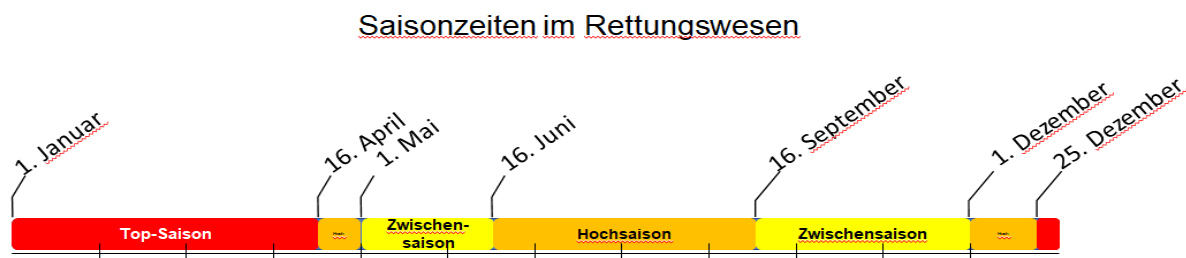 Saisonzeiten im Rettungswesen
1. Januar
16. April
1. Mai
16. Juni
16. September
1. Dezember
25. Dezember
Top-Saison
Zwischen-
saison
Hochsaison
Zwischensaison